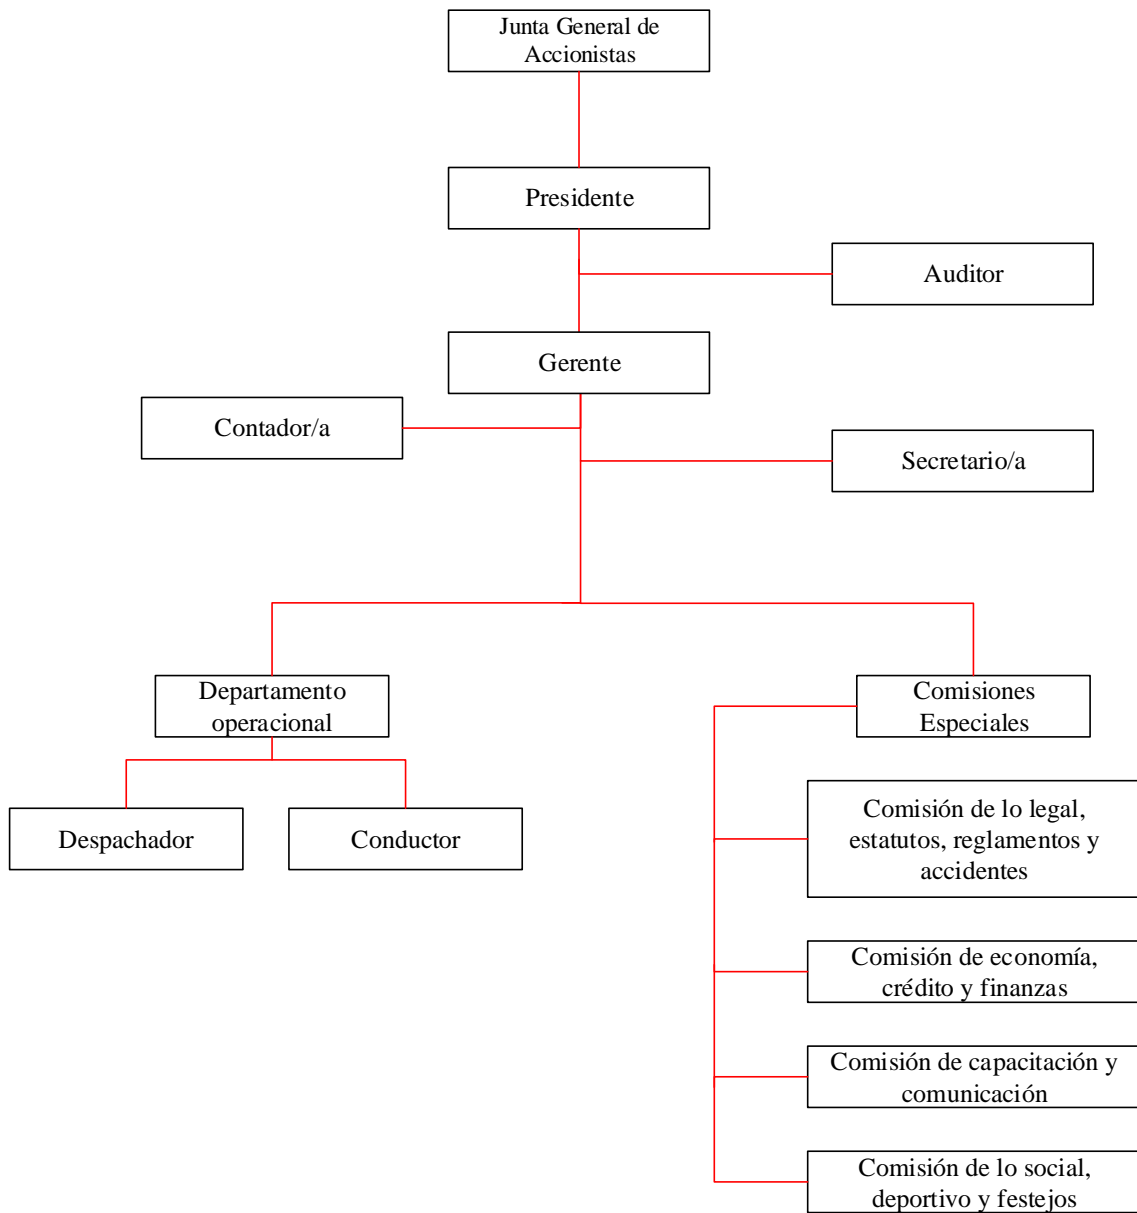 Junta General de
Accionistas
Presidente
Auditor
Gerente
Contador/a
Secretario/a
Departamento
operacional
Comisiones
Especiales
Despachador
Conductor
Comisión de lo legal,
estatutos, reglamentos y
accidentes
Comisión de economía,
crédito y finanzas
Comisión de capacitación y
comunicación
Comisión de lo social,
deportivo y festejos